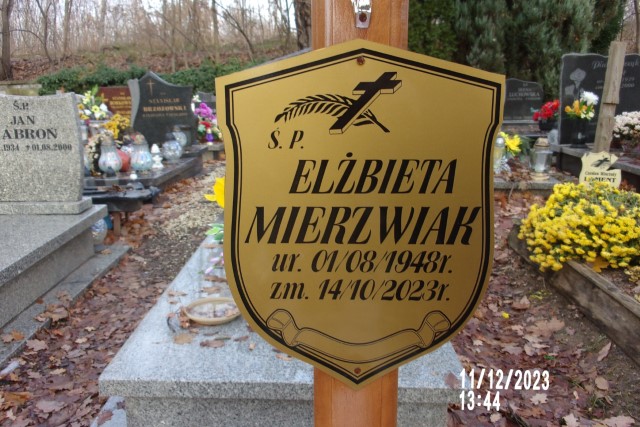 Ś. P.
ELŻBIETA
MIERZWIAK
ur. 01/08/1948r.
zm. 14/10/2023r.
Ś.P.
JAN
ABRON
1934 + 01.08.2000
LAMENT
11/12/2023
13:44